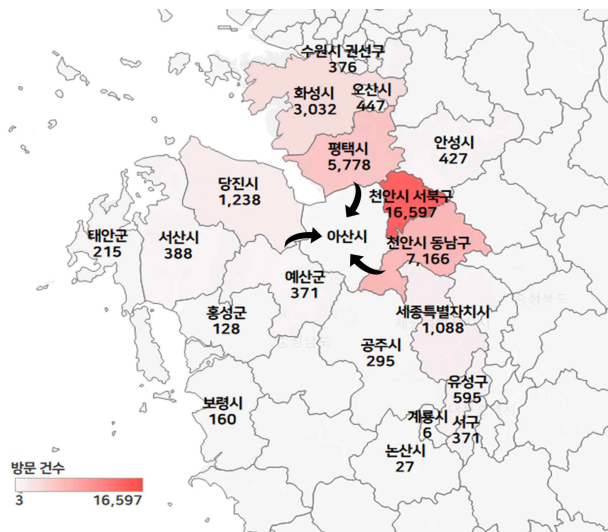 수원시 권선구
376
화성시
3,032
오산시
447
평택시
5,778
안성시
427
당진시
1,238
천안시 서북구
16,597
태안군
215
서산시
388
아산시
천안시 동남구
7,166
예산군
371
홍성군
128
세종특별자치사
1,088
공주시
295
유성구
595
보령시
160
계룡시
6
서구
371
논산시
27
방문 건수
3
16,597